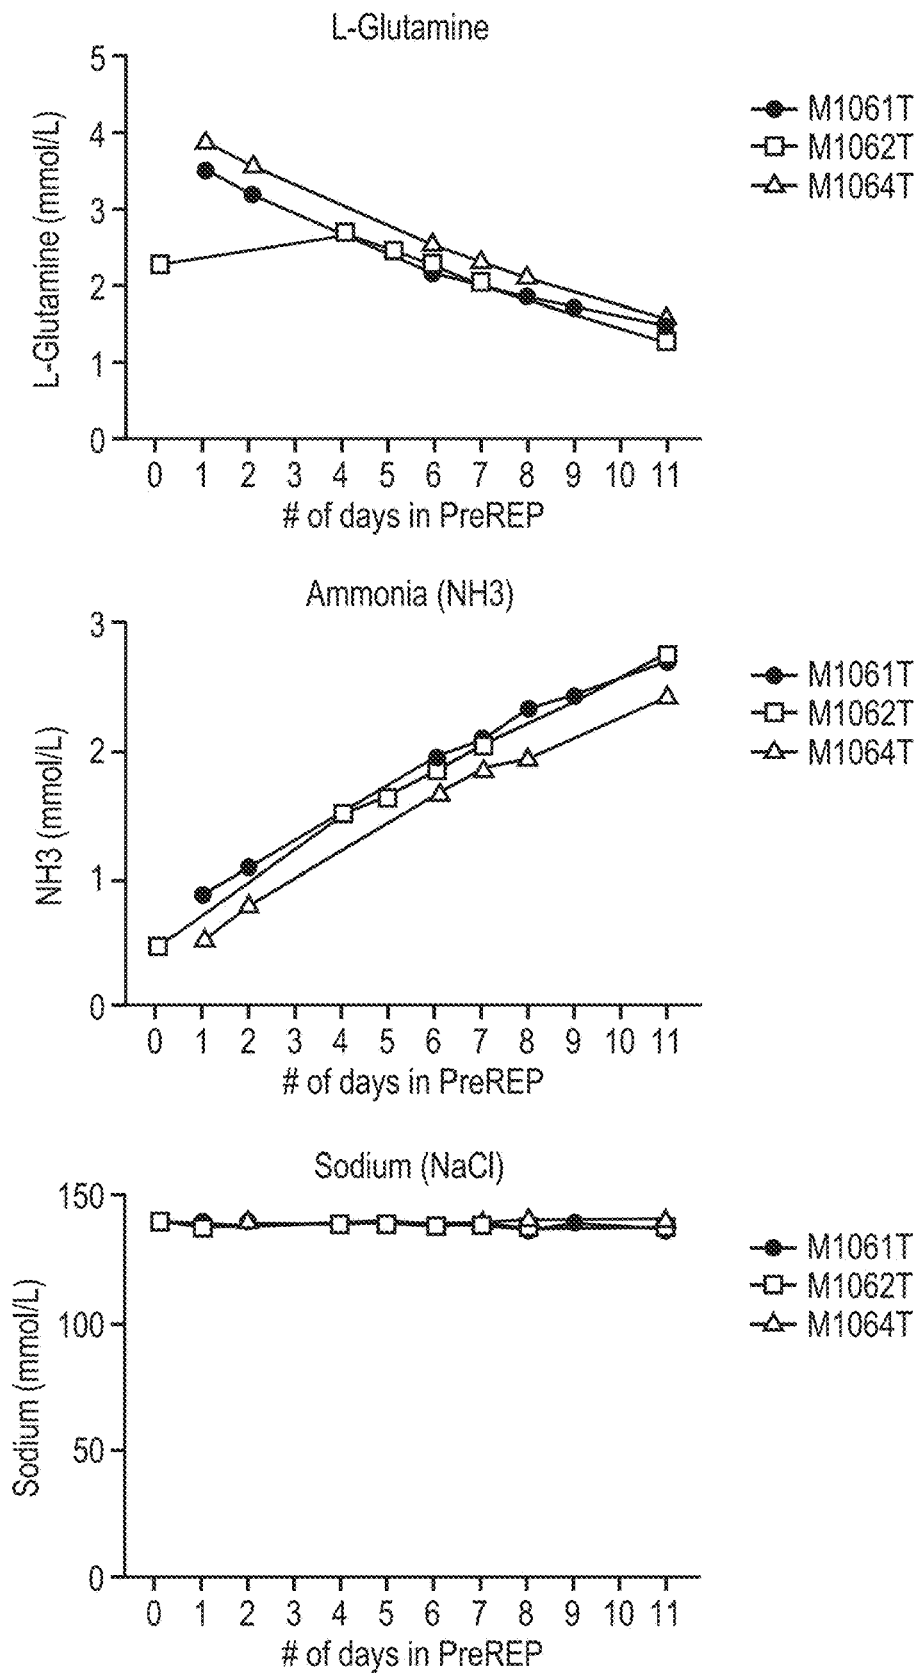 L-Glutamine
L-Glutamine (mmol/L)
5
4
3
2
1
0
0 1 2 3 4 5 6 7 8 9 10 11
# of days in PreREP
M1061T
M1062T
M1064T
Ammonia (NH3)
NH3 (mmol/L)
3
2
1
0
0 1 2 3 4 5 6 7 8 9 10 11
# of days in PreREP
M1061T
M1062T
M1064T
Sodium (NaCl)
Sodium (mmol/L)
150
100
50
0
0 1 2 3 4 5 6 7 8 9 10 11
# of days in PreREP
M1061T
M1062T
M1064T